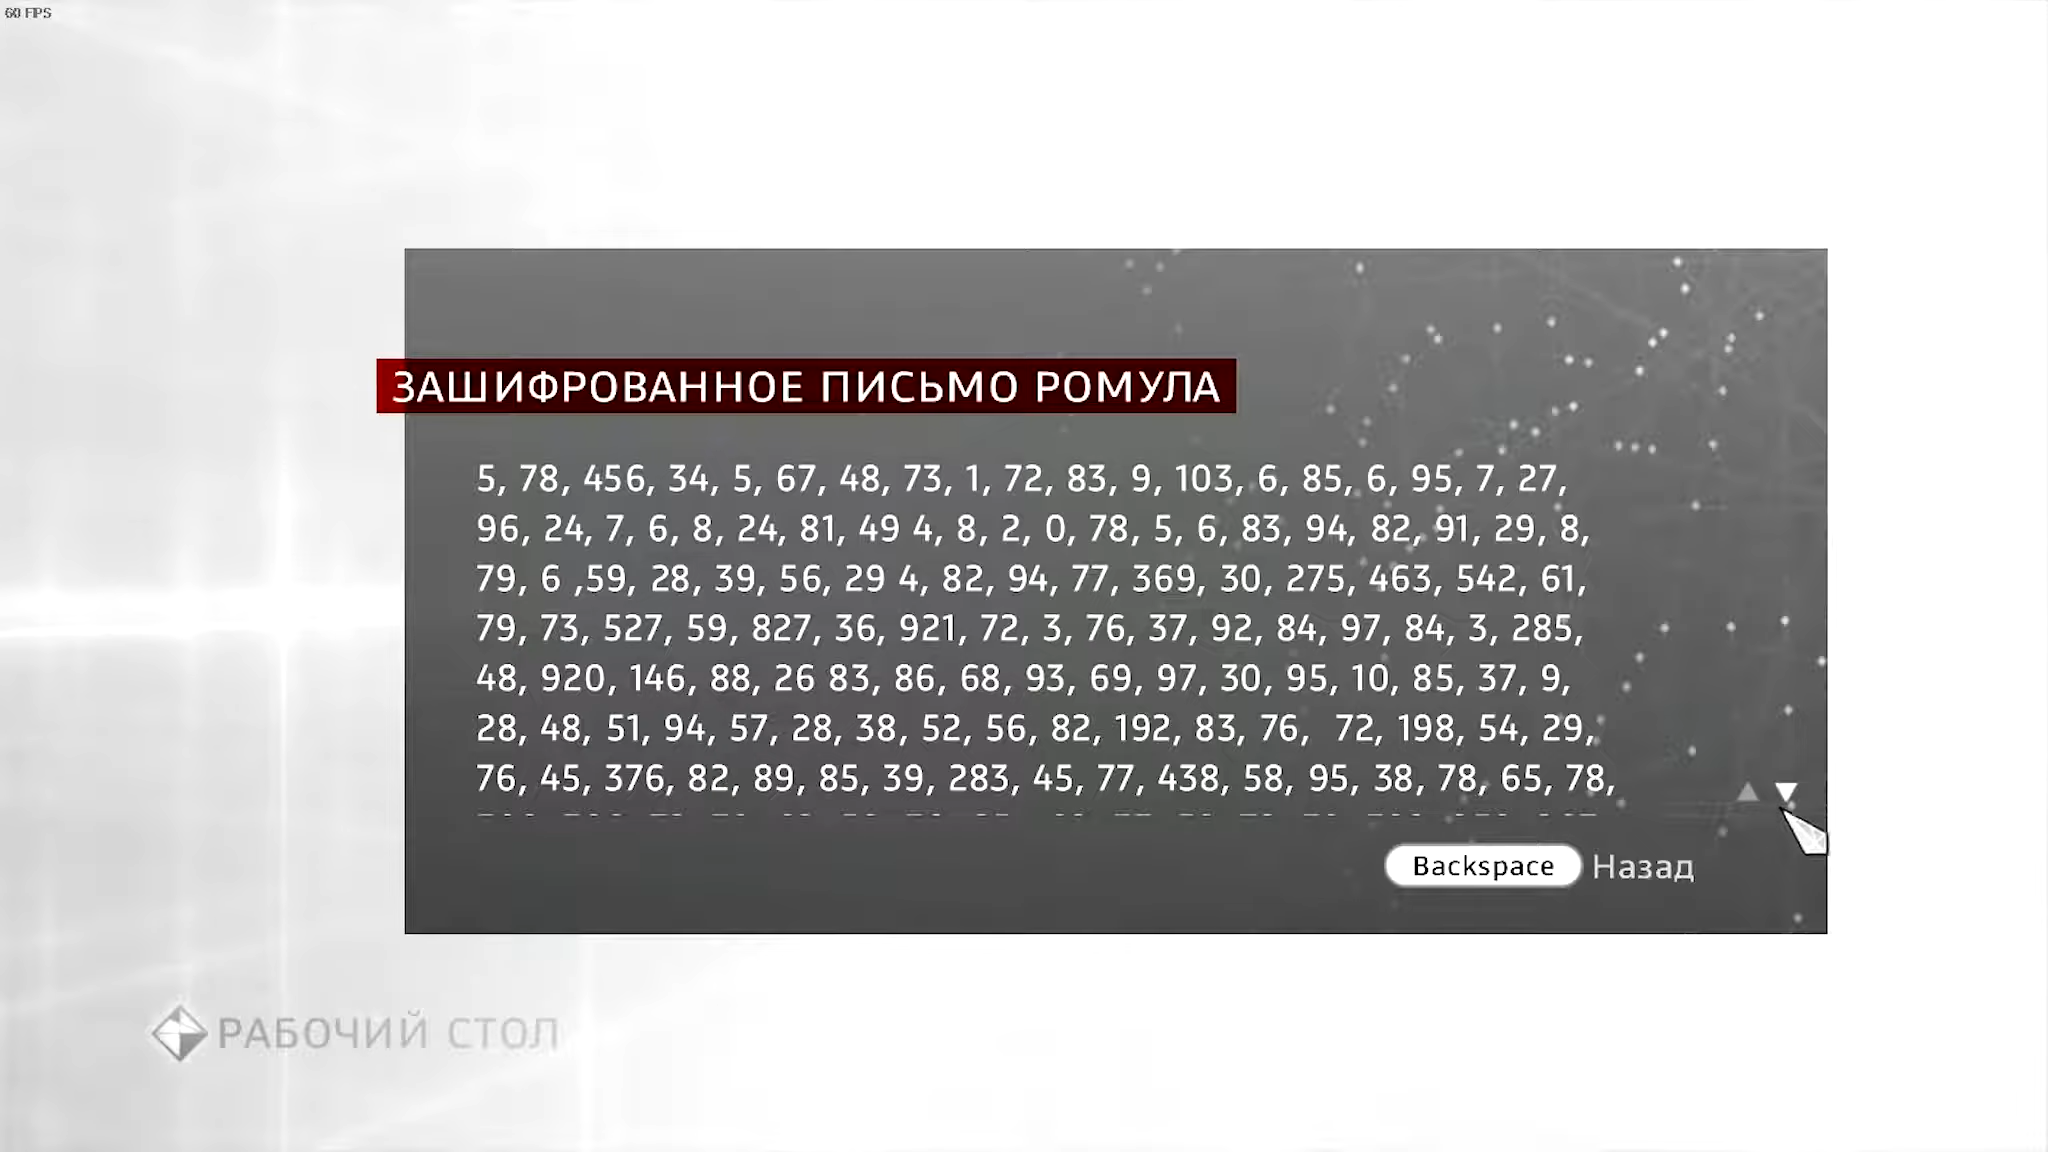 60 FPS
ЗАШИФРОВАННОЕ ПИСЬМО РОМУЛА
5, 78, 456, 34, 5, 67, 48, 73, 1, 72, 83, 9, 103, 6, 85, 6, 95, 7, 27,
96, 24, 7, 6, 8, 24, 81, 49 4, 8, 2, 0, 78, 5, 6, 83, 94, 82, 91, 29, 8,
79, 6 ,59, 28, 39, 56, 29 4, 82, 94, 77, 369, 30, 275, 463, 542, 61,
79, 73, 527, 59, 827, 36, 921, 72, 3, 76, 37, 92, 84, 97, 84, 3, 285,
48, 920, 146, 88, 26 83, 86, 68, 93, 69, 97, 30, 95, 10, 85, 37, 9,
28, 48, 51, 94, 57, 28, 38, 52, 56, 82, 192, 83, 76,  72, 198, 54, 29,
76, 45, 376, 82, 89, 85, 39, 283, 45, 77, 438, 58, 95, 38, 78, 65, 78,
Backspace Назад
РАБОЧИЙ СТОЛ